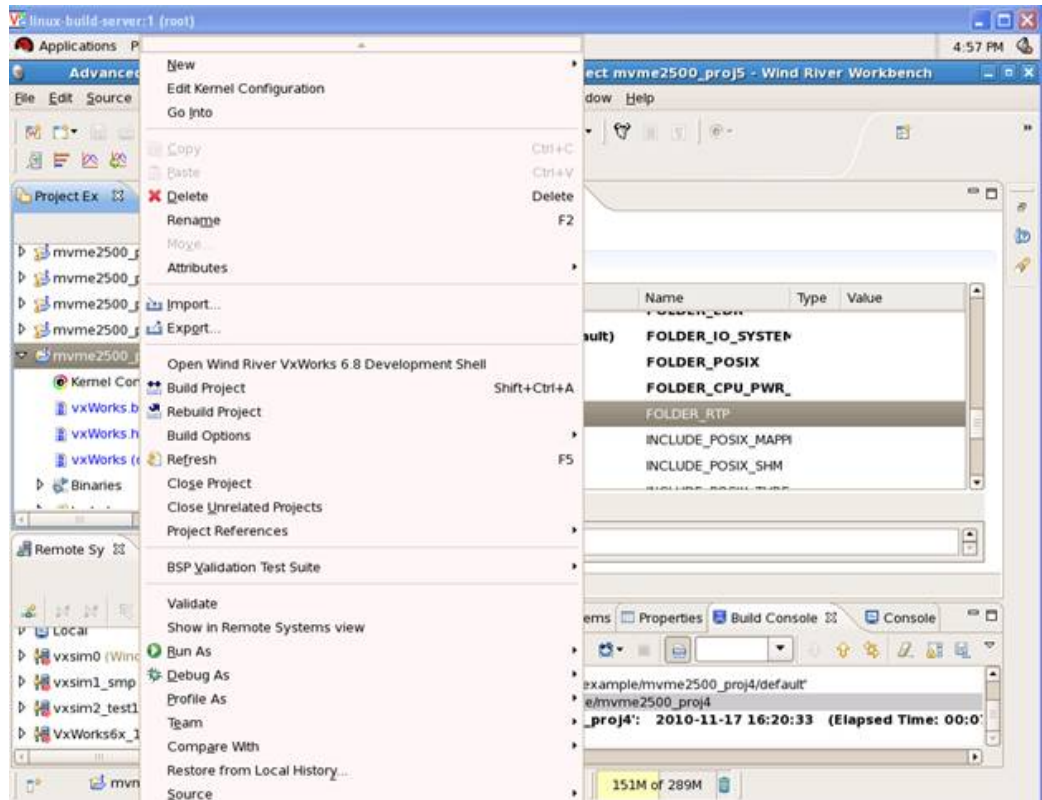 linux-build-server:1 (root)
Applications P
4:57 PM
Advanced
ect mvme2500_proj5 - Wind River Workbench
File Edit Source
dow Help
Project Ex
mvme2500_p
mvme2500_p
mvme2500_p
mvme2500_p
mvme2500_p
Kernel Con
vxWorks.b
vxWorks.h
vxWorks (
Binaries
Remote Sy
Local
vxsim0 (Wind
vxsim1_smp
vxsim2_test1
VxWorks6x_1
mvm
New
Edit Kernel Configuration
Go Into
Copy Ctrl+C
Paste Ctrl+V
Delete Delete
Rename F2
Move...
Attributes
Import...
Export...
Open Wind River VxWorks 6.8 Development Shell
Build Project Shift+Ctrl+A
Rebuild Project
Build Options
Refresh F5
Close Project
Close Unrelated Projects
Project References
BSP Validation Test Suite
Validate
Show in Remote Systems view
Run As
Debug As
Profile As
Team
Compare With
Restore from Local History...
Source
Name Type Value
ault) FOLDER_IO_SYSTEM
FOLDER_POSIX
FOLDER_CPU_PWR_
FOLDER_RTP
INCLUDE_POSIX_MAPPI
INCLUDE_POSIX_SHM
ems Properties Build Console Console
example/mvme2500_proj4/default'
e/mvme2500_proj4
_proj4': 2010-11-17 16:20:33 (Elapsed Time: 00:0
151M of 289M